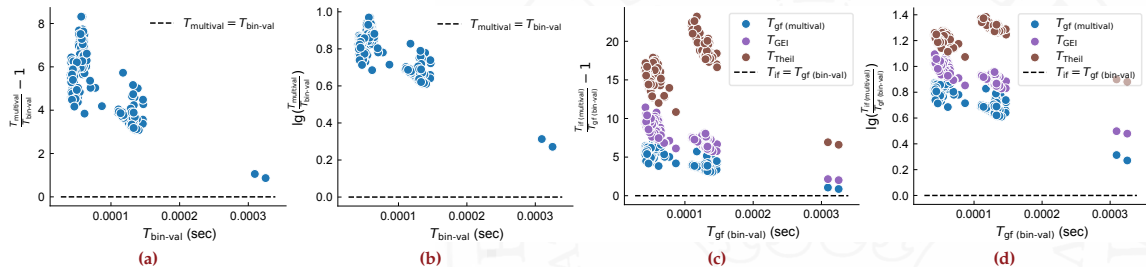 T_multival = T_bin-val
8
6
4
2
0
T_multival / T_bin-val − 1
0.0001 0.0002 0.0003
T_bin-val (sec)
(a)
T_multival = T_bin-val
1.0
0.8
0.6
0.4
0.2
0.0
lg(T_multival / T_bin-val)
0.0001 0.0002 0.0003
T_bin-val (sec)
(b)
T_gf (multival)
T_GEI
T_Theil
T_if = T_gf (bin-val)
20
15
10
5
0
T_if (multival) / T_gf (bin-val) − 1
0.0001 0.0002 0.0003
T_gf (bin-val) (sec)
(c)
T_gf (multival)
T_GEI
T_Theil
T_if = T_gf (bin-val)
1.4
1.2
1.0
0.8
0.6
0.4
0.2
0.0
lg(T_if (multival) / T_gf (bin-val))
0.0001 0.0002 0.0003
T_gf (bin-val) (sec)
(d)